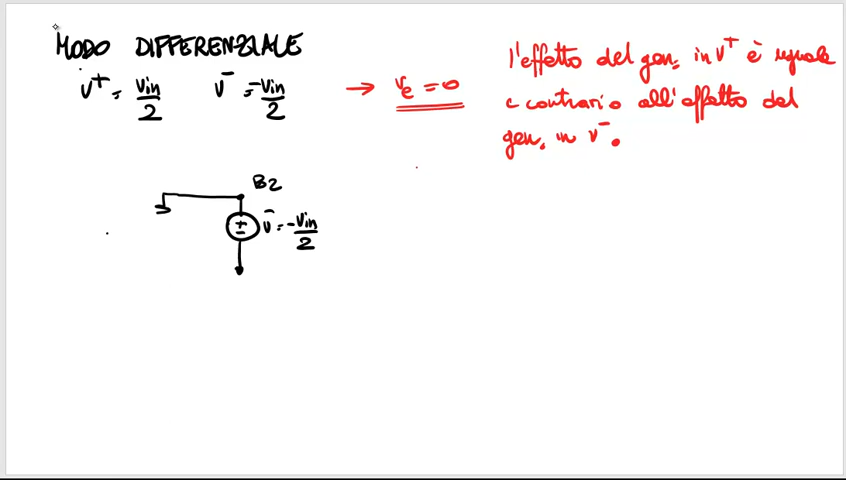 MODO DIFFERENZIALE
l'effetto del gen. in v⁺ è uguale
v⁺ = vin/2 v⁻ = -vin/2 → ve = 0
e contrario all'effetto del
gen. in v⁻.
B2
+
-
v⁻ = -vin/2